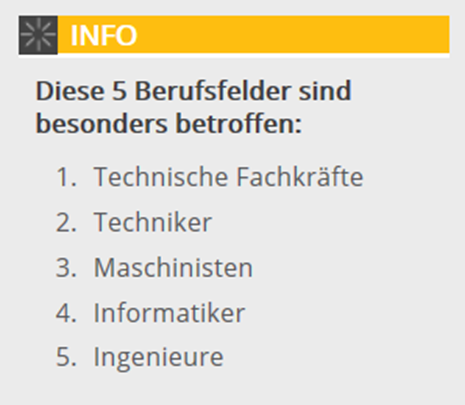 INFO
Diese 5 Berufsfelder sind
besonders betroffen:
1. Technische Fachkräfte
2. Techniker
3. Maschinisten
4. Informatiker
5. Ingenieure